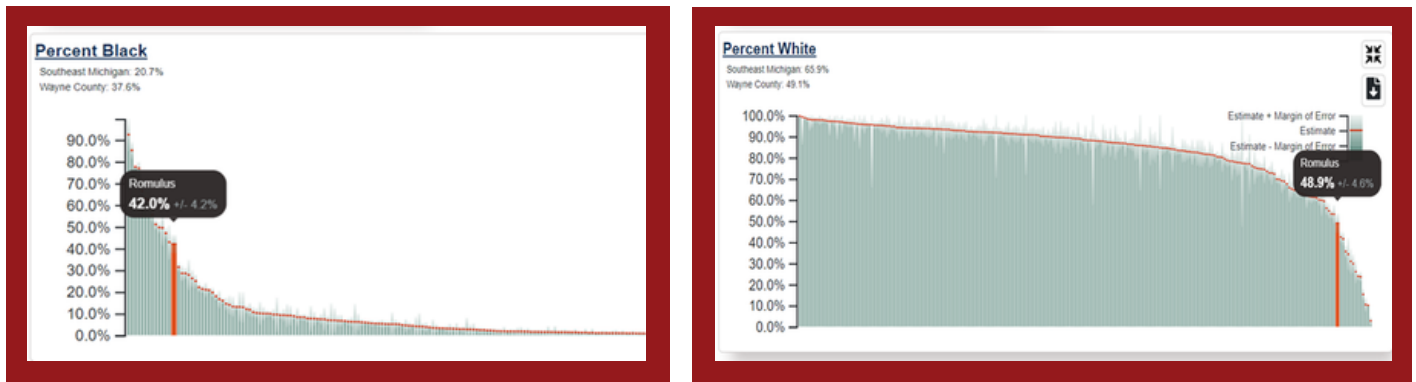 Percent Black
Southeast Michigan: 20.7%
Wayne County: 37.6%
90.0%
80.0%
70.0%
60.0%
50.0%
40.0%
30.0%
20.0%
10.0%
0.0%
Romulus
42.0% +/- 4.2%
Percent White
Southeast Michigan: 65.9%
Wayne County: 49.1%
100.0%
90.0%
80.0%
70.0%
60.0%
50.0%
40.0%
30.0%
20.0%
10.0%
0.0%
Estimate + Margin of Error
Estimate
Estimate - Margin of Error
Romulus
48.9% +/- 4.6%